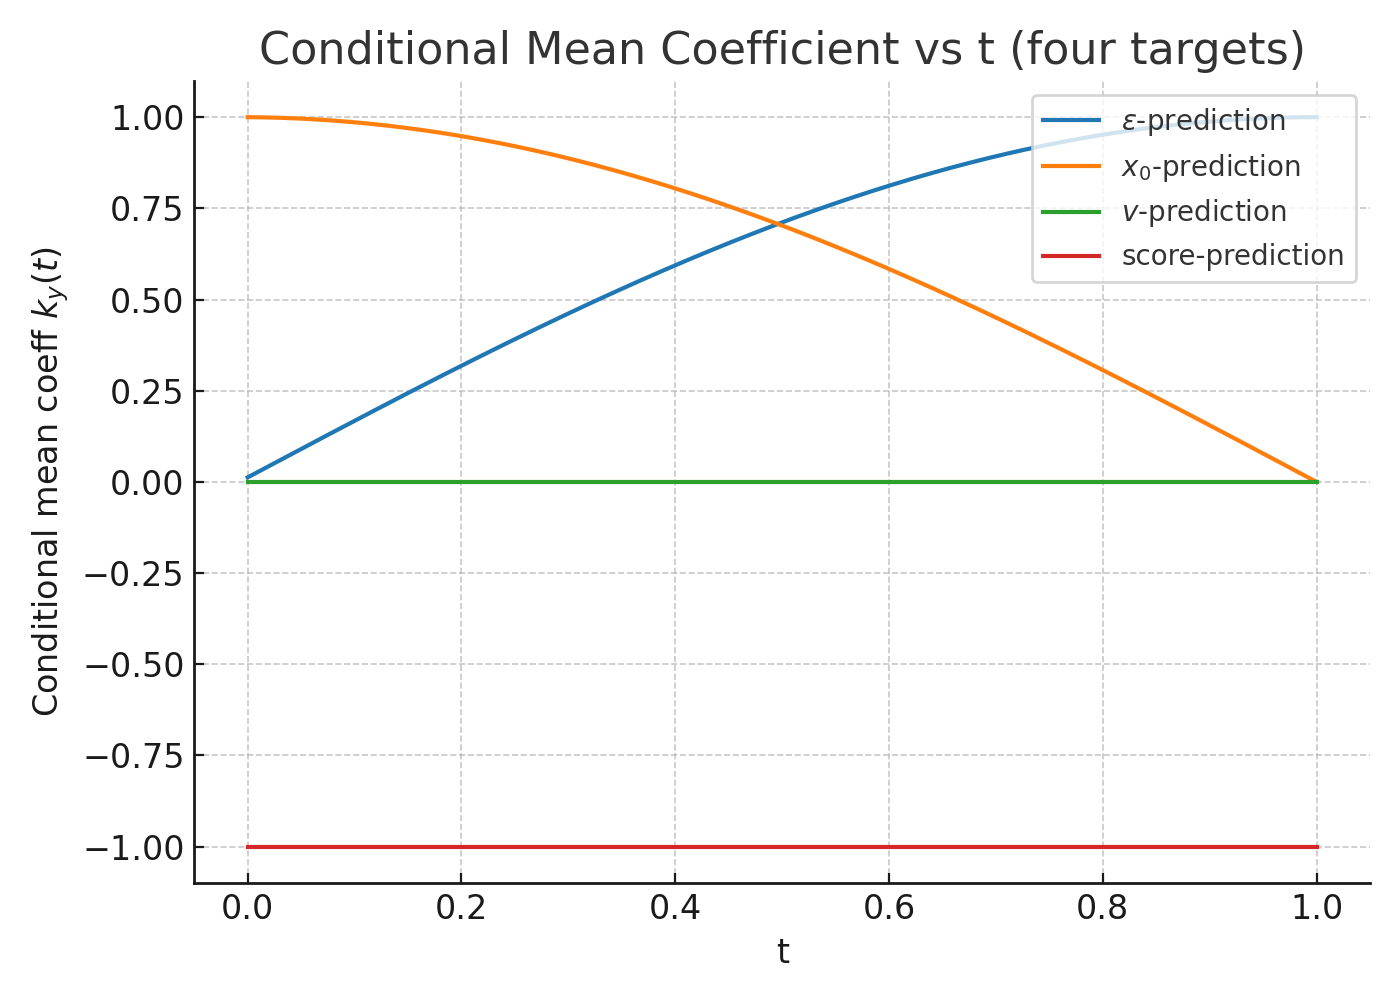 Conditional Mean Coefficient vs t (four targets)
ε-prediction
x₀-prediction
v-prediction
score-prediction
Conditional mean coeff k_y(t)
1.00
0.75
0.50
0.25
0.00
−0.25
−0.50
−0.75
−1.00
0.0 0.2 0.4 0.6 0.8 1.0
t